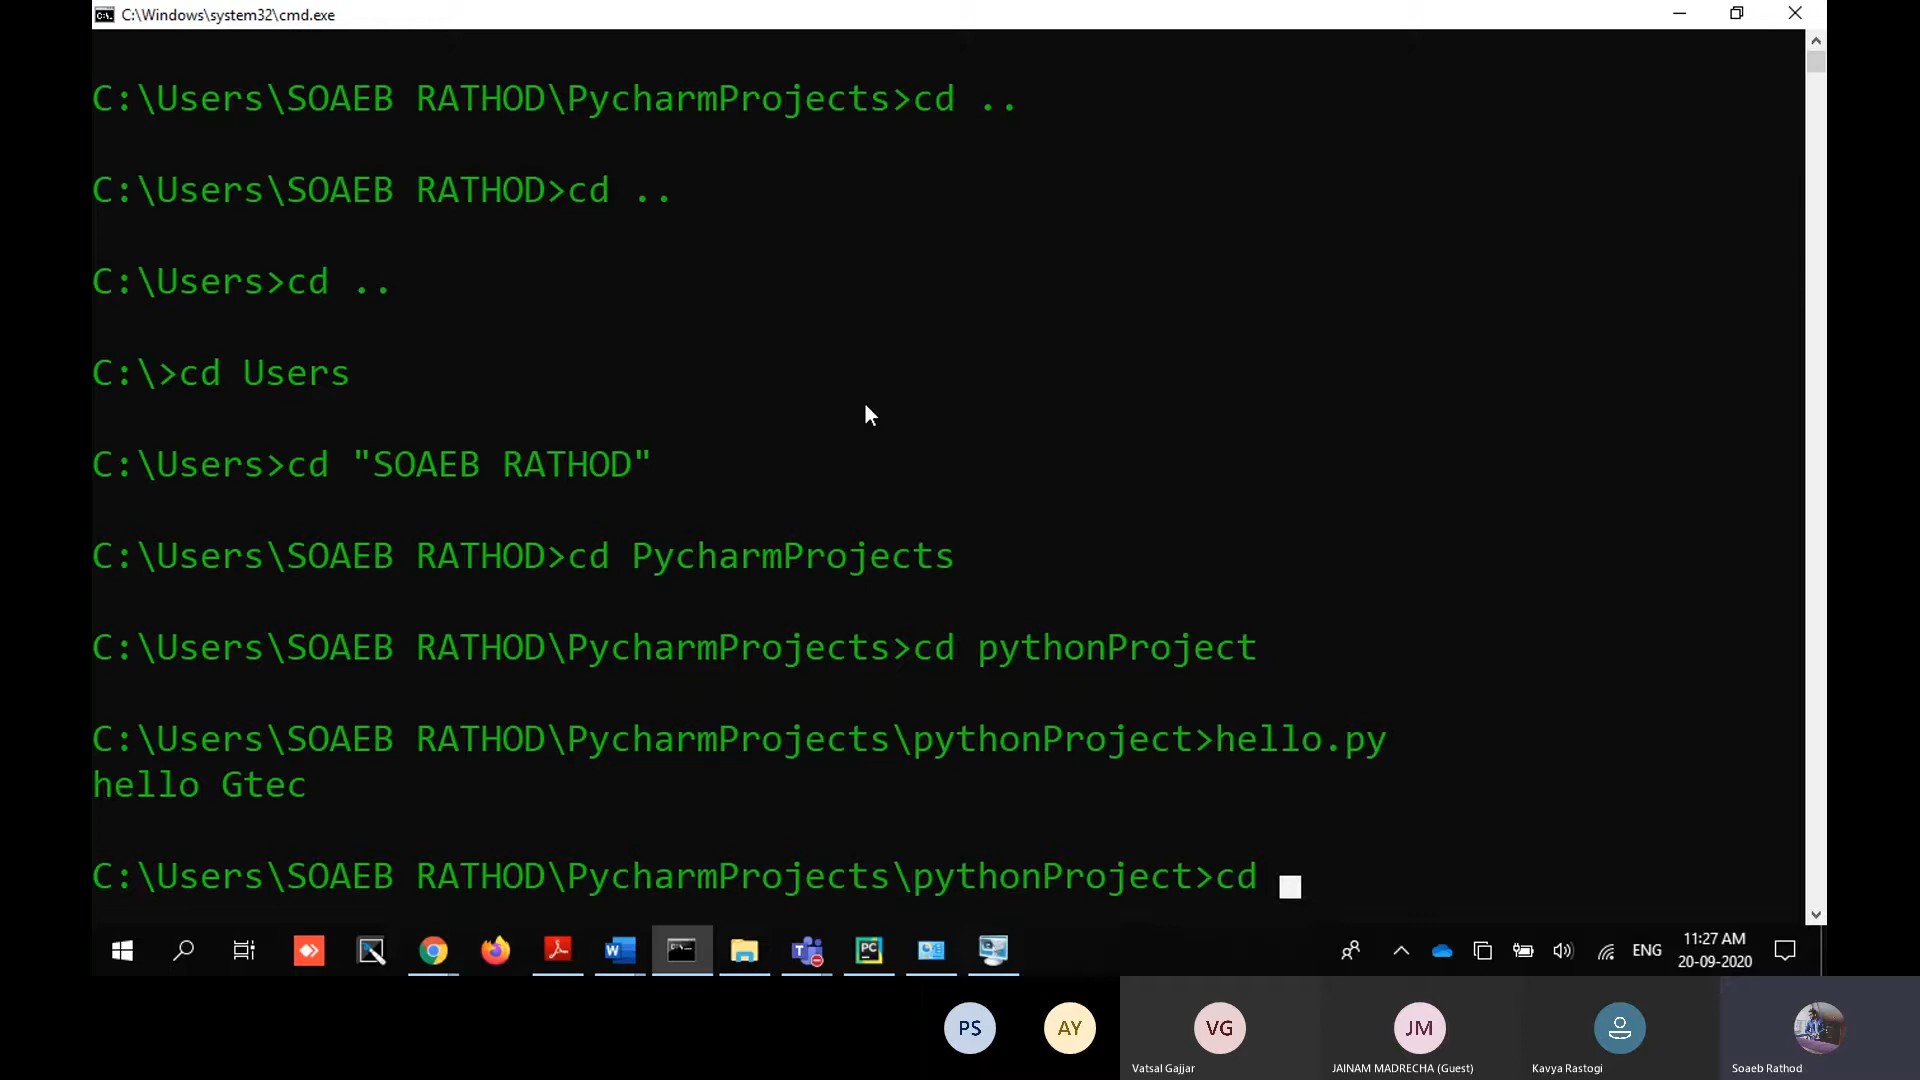 C:\Windows\system32\cmd.exe
C:\Users\SOAEB RATHOD\PycharmProjects>cd ..
C:\Users\SOAEB RATHOD>cd ..
C:\Users>cd ..
C:\>cd Users
C:\Users>cd "SOAEB RATHOD"
C:\Users\SOAEB RATHOD>cd PycharmProjects
C:\Users\SOAEB RATHOD\PycharmProjects>cd pythonProject
C:\Users\SOAEB RATHOD\PycharmProjects\pythonProject>hello.py
hello Gtec
C:\Users\SOAEB RATHOD\PycharmProjects\pythonProject>cd
ENG
11:27 AM
20-09-2020
PS
AY
VG
JM
Vatsal Gajjar
JAINAM MADRECHA (Guest)
Kavya Rastogi
Soaeb Rathod